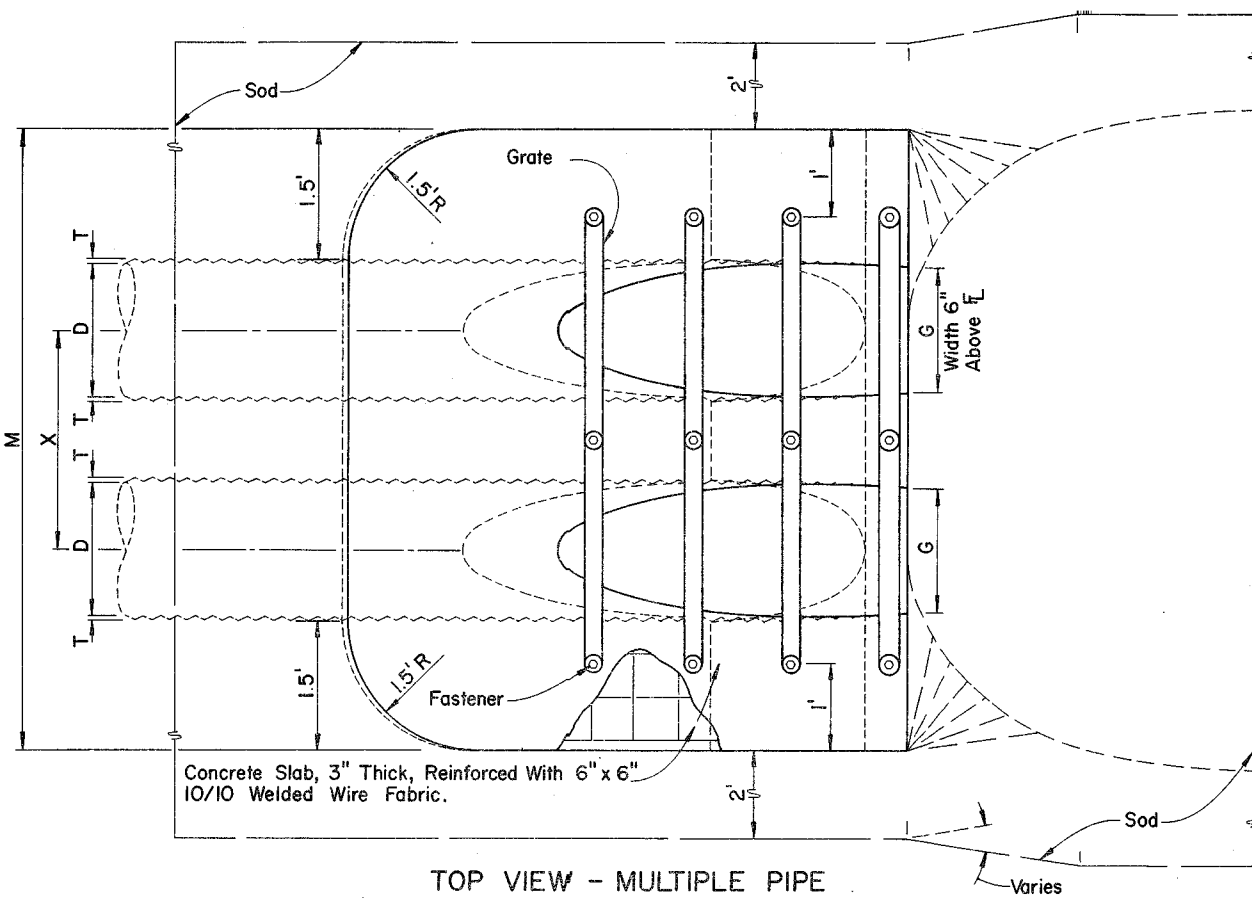 Sod
2'
M
1.5'
1.5'R
Grate
1'
T
D
T
X
T
D
T
G
Width 6"
Above FL
G
1.5'
1.5'R
Fastener
1'
Concrete Slab, 3" Thick, Reinforced With 6" x 6"
10/10 Welded Wire Fabric.
2'
Sod
Varies
TOP VIEW - MULTIPLE PIPE